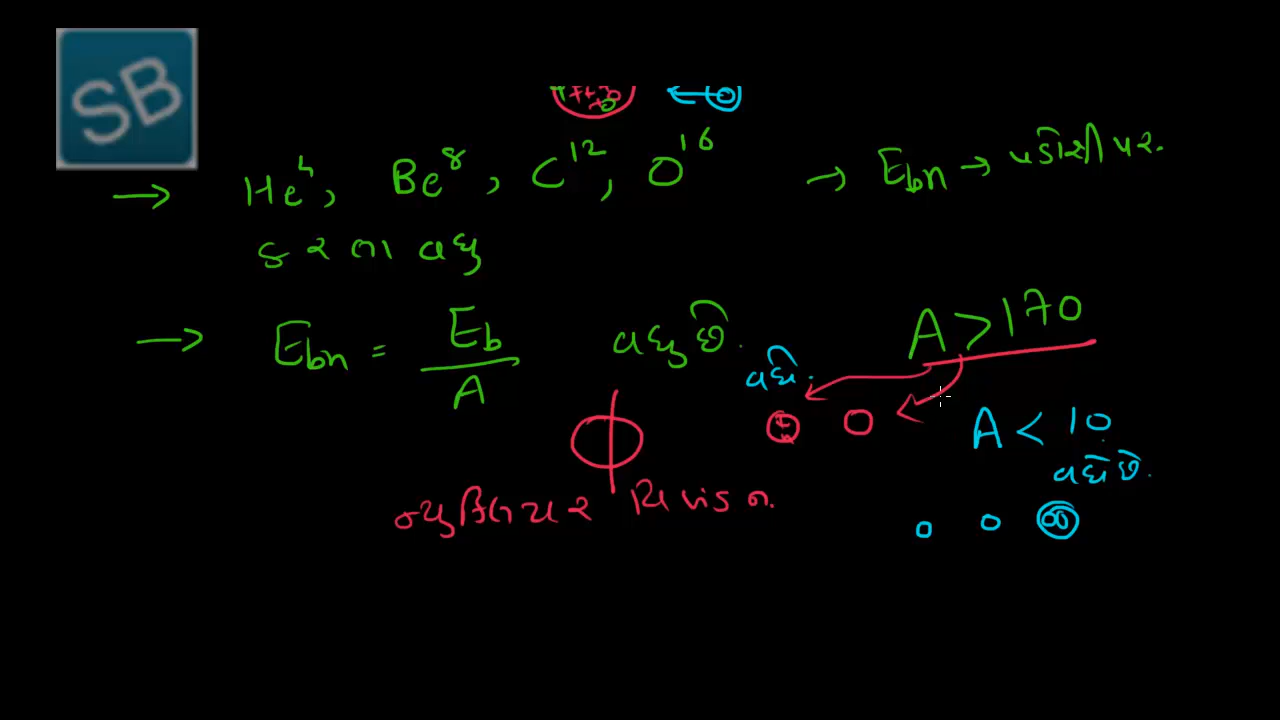 SB
→ He⁴, Be⁸, C¹², O¹⁶ → Ebn → પડોશી પર.
કરતા વધુ
→ Ebn = Eb / A વધુ છે. A > 170
વધે.
A < 10
વધે છે.
ન્યુક્લિયર વિખંડન.